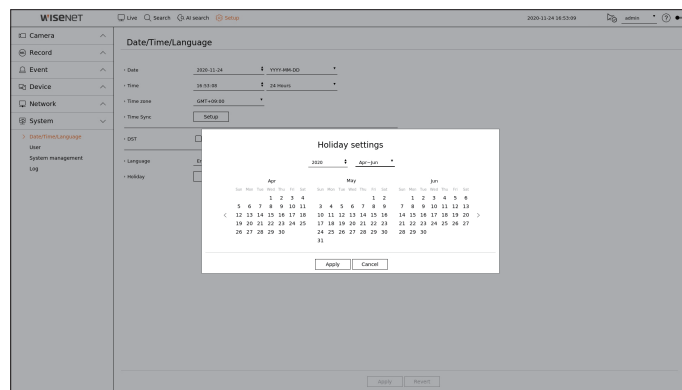 WISENET
Live Search AI search Setup 2020-11-24 16:53:09 admin ?
Camera
Record
Event
Device
Network
System
> Date/Time/Language
User
System management
Log
Date/Time/Language
Date 2020-11-24 YYYY-MM-DD
Time 16:53:08 24 Hours
Time zone GMT+09:00
Time Sync Setup
DST
Language En
Holiday
Holiday settings
2020 Apr~Jun
Apr May Jun
Sun Mon Tue Wed Thu Fri Sat Sun Mon Tue Wed Thu Fri Sat Sun Mon Tue Wed Thu Fri Sat
1 2 3 4 1 2 1 2 3 4 5 6
5 6 7 8 9 10 11 3 4 5 6 7 8 9 7 8 9 10 11 12 13
< 12 13 14 15 16 17 18 10 11 12 13 14 15 16 14 15 16 17 18 19 20 >
19 20 21 22 23 24 25 17 18 19 20 21 22 23 21 22 23 24 25 26 27
26 27 28 29 30 24 25 26 27 28 29 30 28 29 30
31
Apply Cancel
Apply Revert